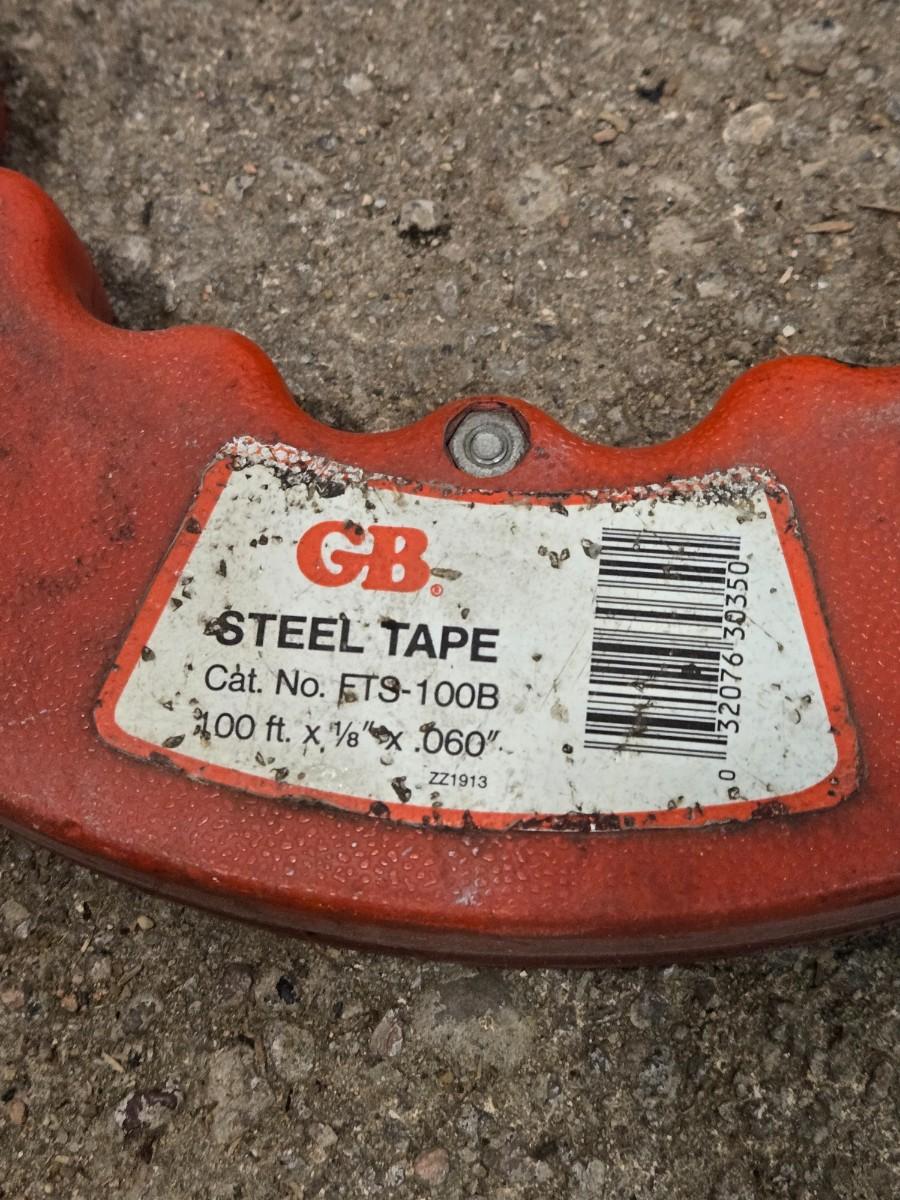 GB®
STEEL TAPE
Cat. No. FTS-100B
100 ft. x 1/8" x .060"
ZZ1913
0 32076 30350